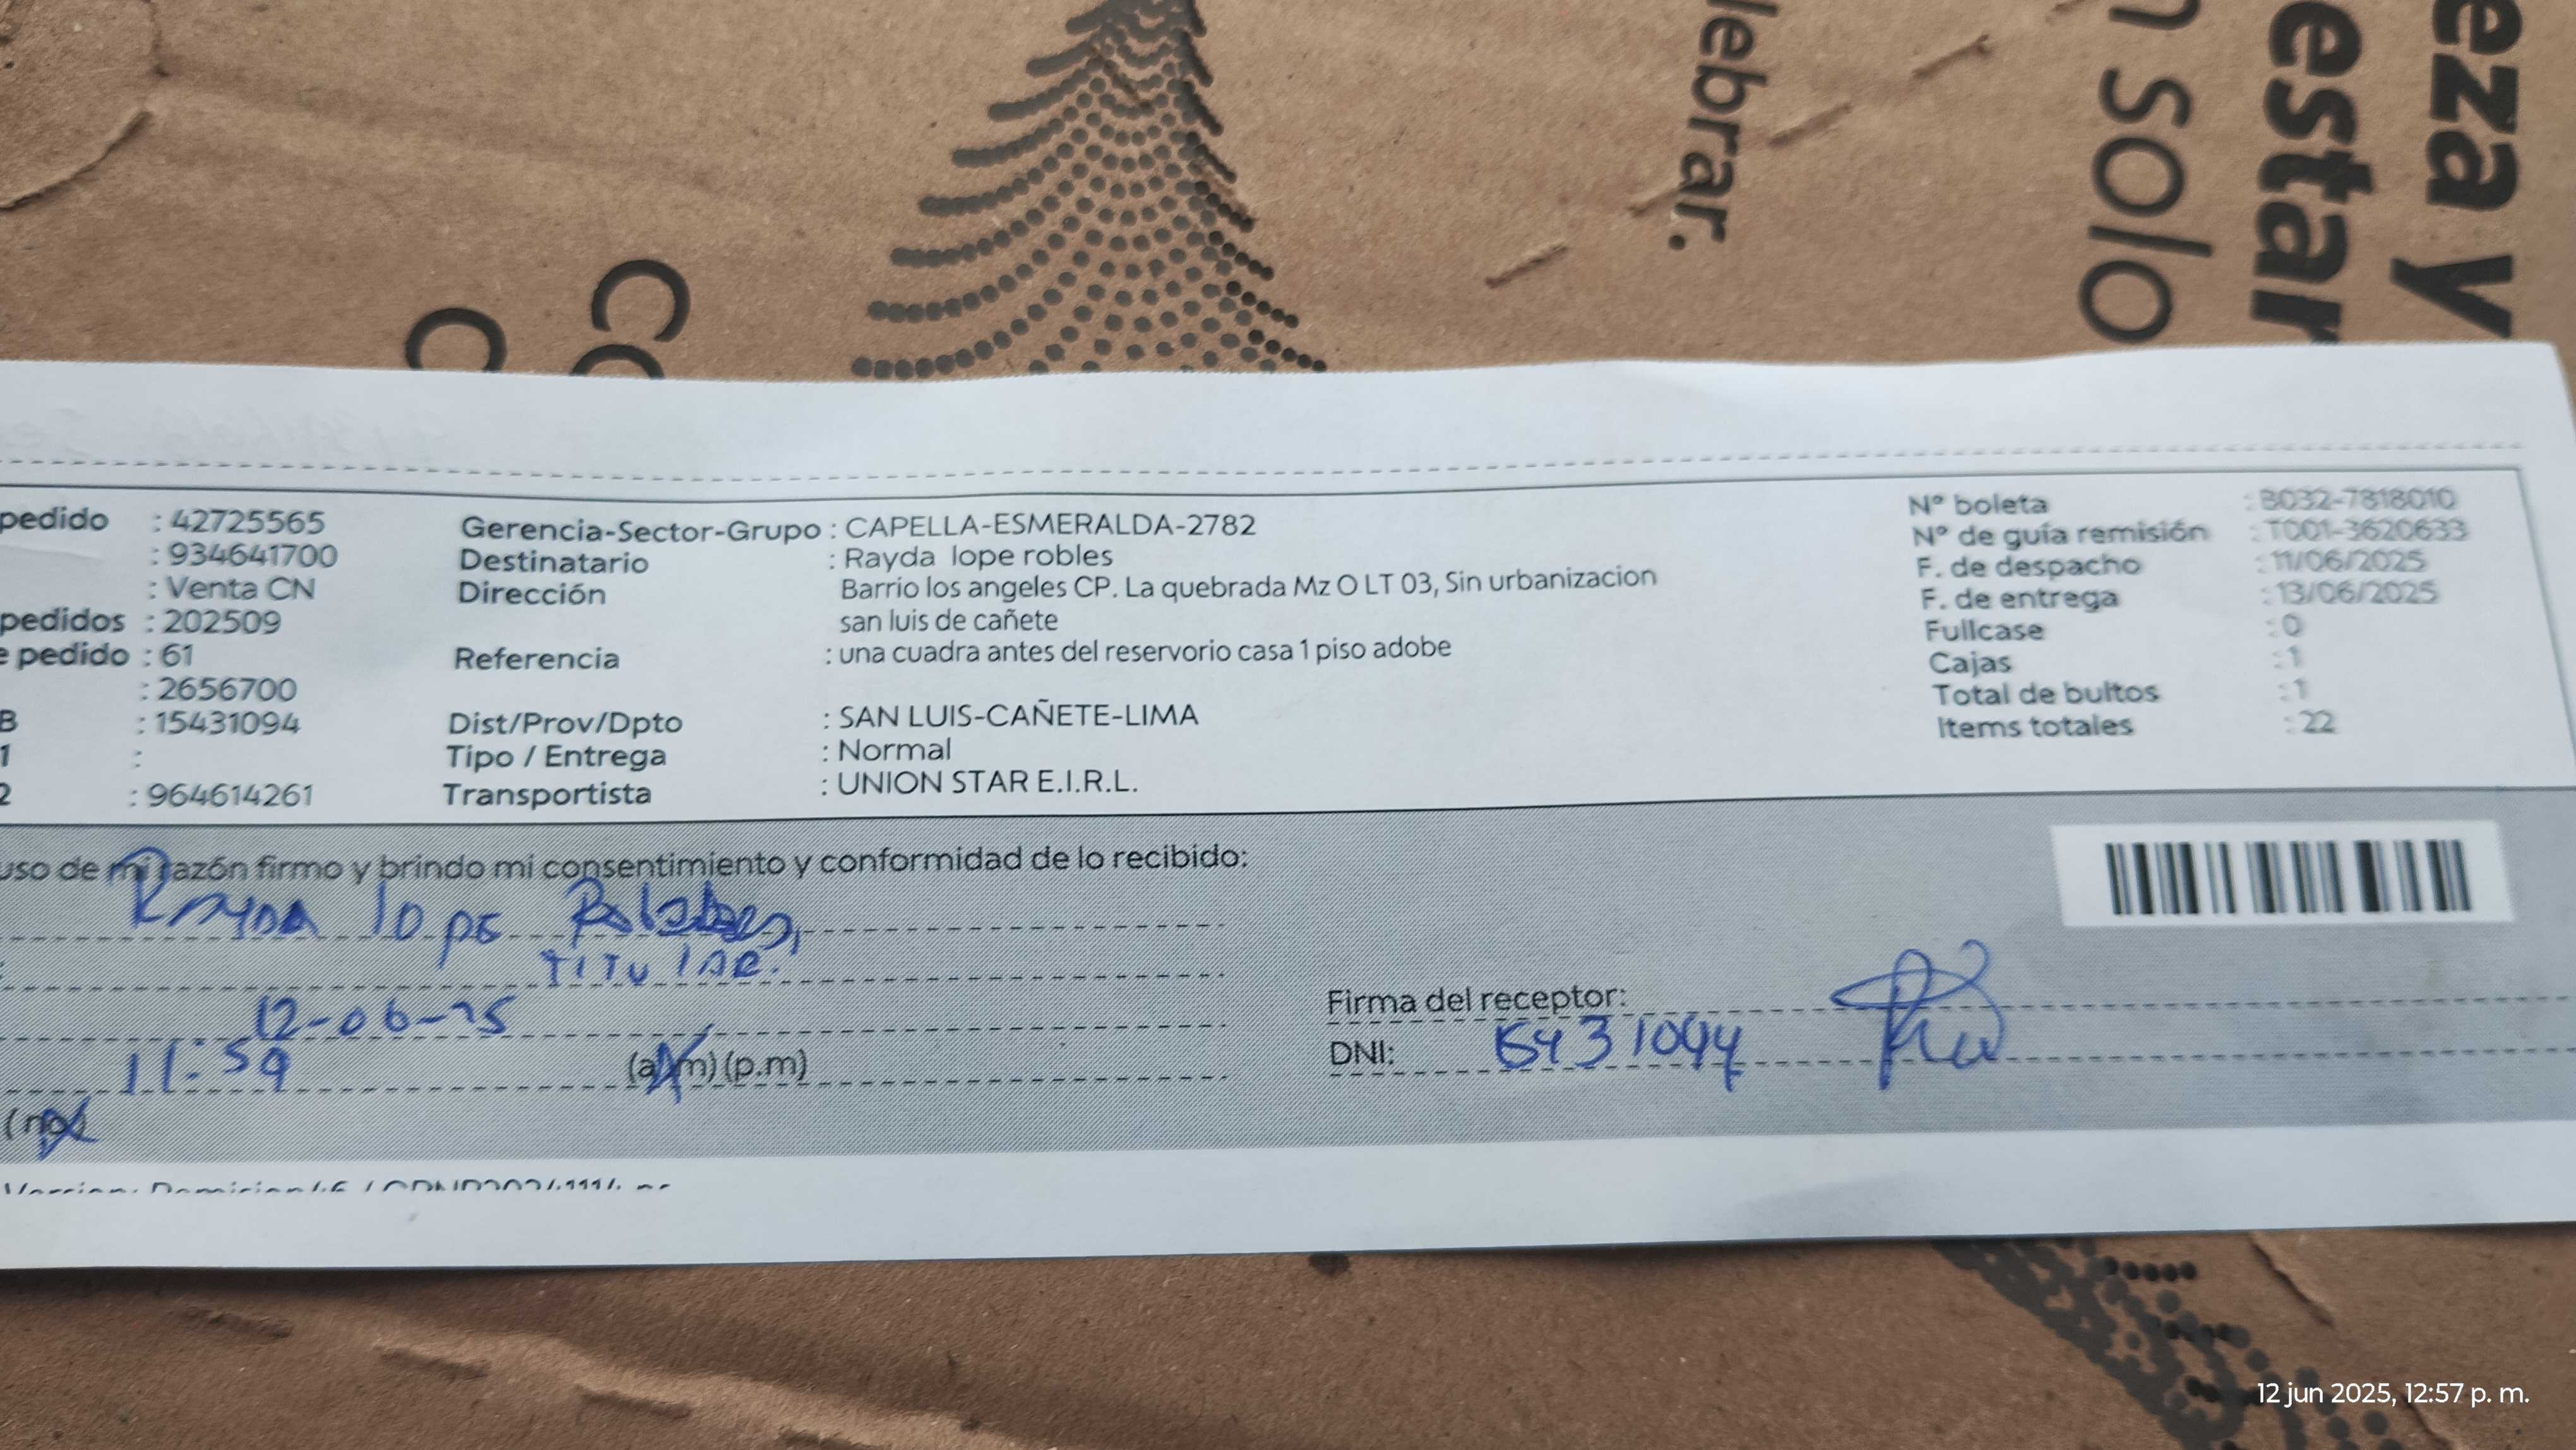 lebrar.
n solo
estar
eza y
pedido : 42725565
: 934641700
: Venta CN
pedidos : 202509
e pedido : 61
: 2656700
B : 15431094
1 :
2 : 964614261
Gerencia-Sector-Grupo : CAPELLA-ESMERALDA-2782
Destinatario : Rayda lope robles
Dirección Barrio los angeles CP. La quebrada Mz O LT 03, Sin urbanizacion
san luis de cañete
Referencia : una cuadra antes del reservorio casa 1 piso adobe
Dist/Prov/Dpto : SAN LUIS-CAÑETE-LIMA
Tipo / Entrega : Normal
Transportista : UNION STAR E.I.R.L.
Nº boleta : B032-7818010
Nº de guía remisión : T001-3620633
F. de despacho : 11/06/2025
F. de entrega : 13/06/2025
Fullcase : 0
Cajas : 1
Total de bultos : 1
Items totales : 22
uso de mi razón firmo y brindo mi consentimiento y conformidad de lo recibido:
Rayda lope
TITULAR.
12-06-25
11:59 (a.m) (p.m)
(no)
Firma del receptor:
DNI: 15431094
12 jun 2025, 12:57 p. m.